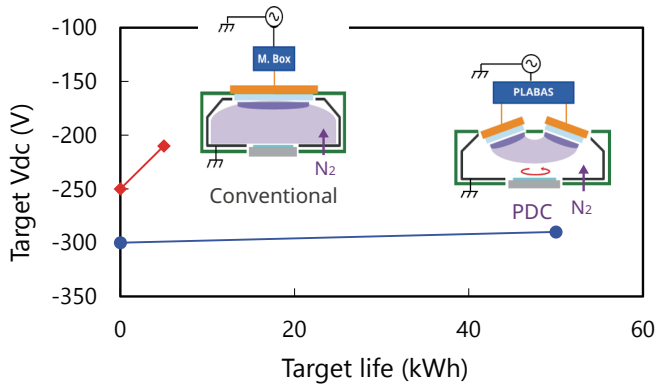 Target Vdc (V)
-100
-150
-200
-250
-300
-350
0
20
40
60
Target life (kWh)
M. Box
N2
Conventional
PLABAS
PDC
N2